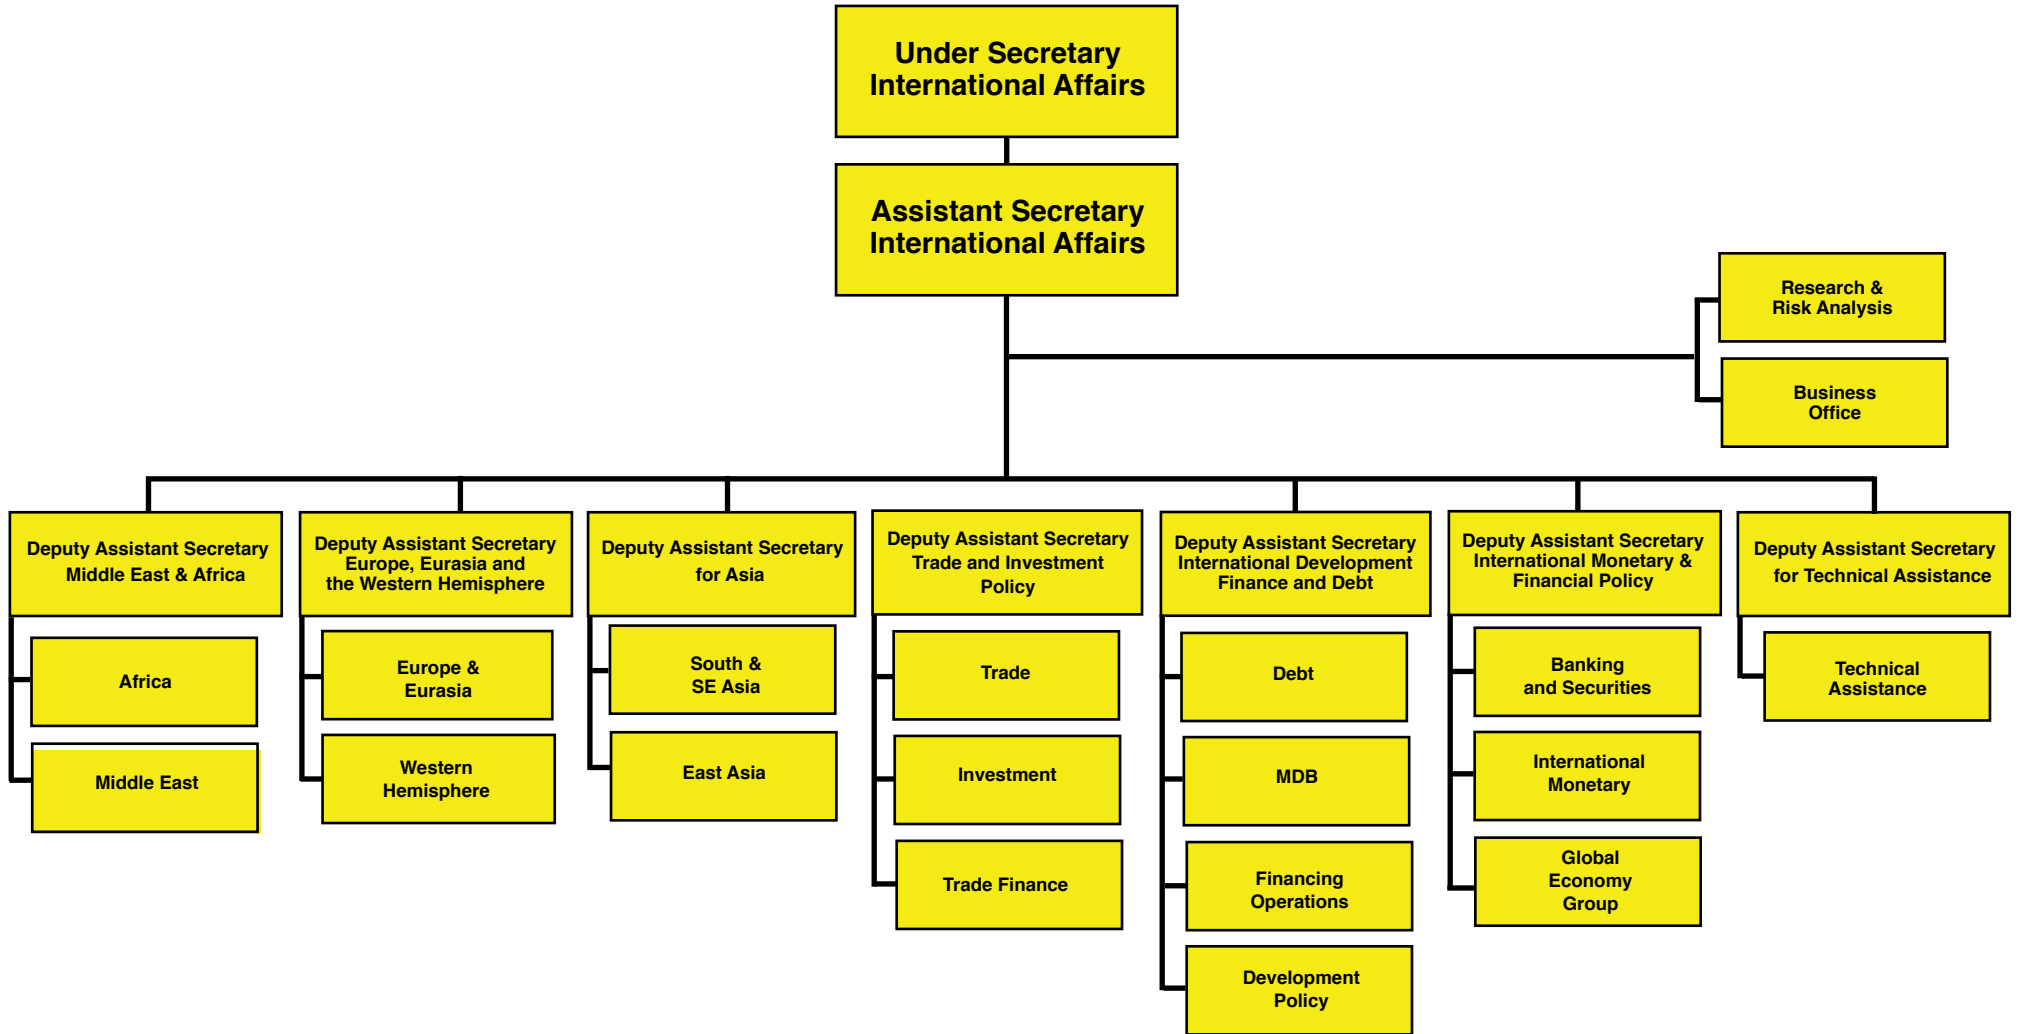 Under Secretary
International Affairs
Assistant Secretary
International Affairs
Research &
Risk Analysis
Business
Office
Deputy Assistant Secretary
Middle East & Africa
Africa
Middle East
Deputy Assistant Secretary
Europe, Eurasia and
the Western Hemisphere
Europe &
Eurasia
Western
Hemisphere
Deputy Assistant Secretary
for Asia
South &
SE Asia
East Asia
Deputy Assistant Secretary
Trade and Investment
Policy
Trade
Investment
Trade Finance
Deputy Assistant Secretary
International Development
Finance and Debt
Debt
MDB
Financing
Operations
Development
Policy
Deputy Assistant Secretary
International Monetary &
Financial Policy
Banking
and Securities
International
Monetary
Global
Economy
Group
Deputy Assistant Secretary
for Technical Assistance
Technical
Assistance